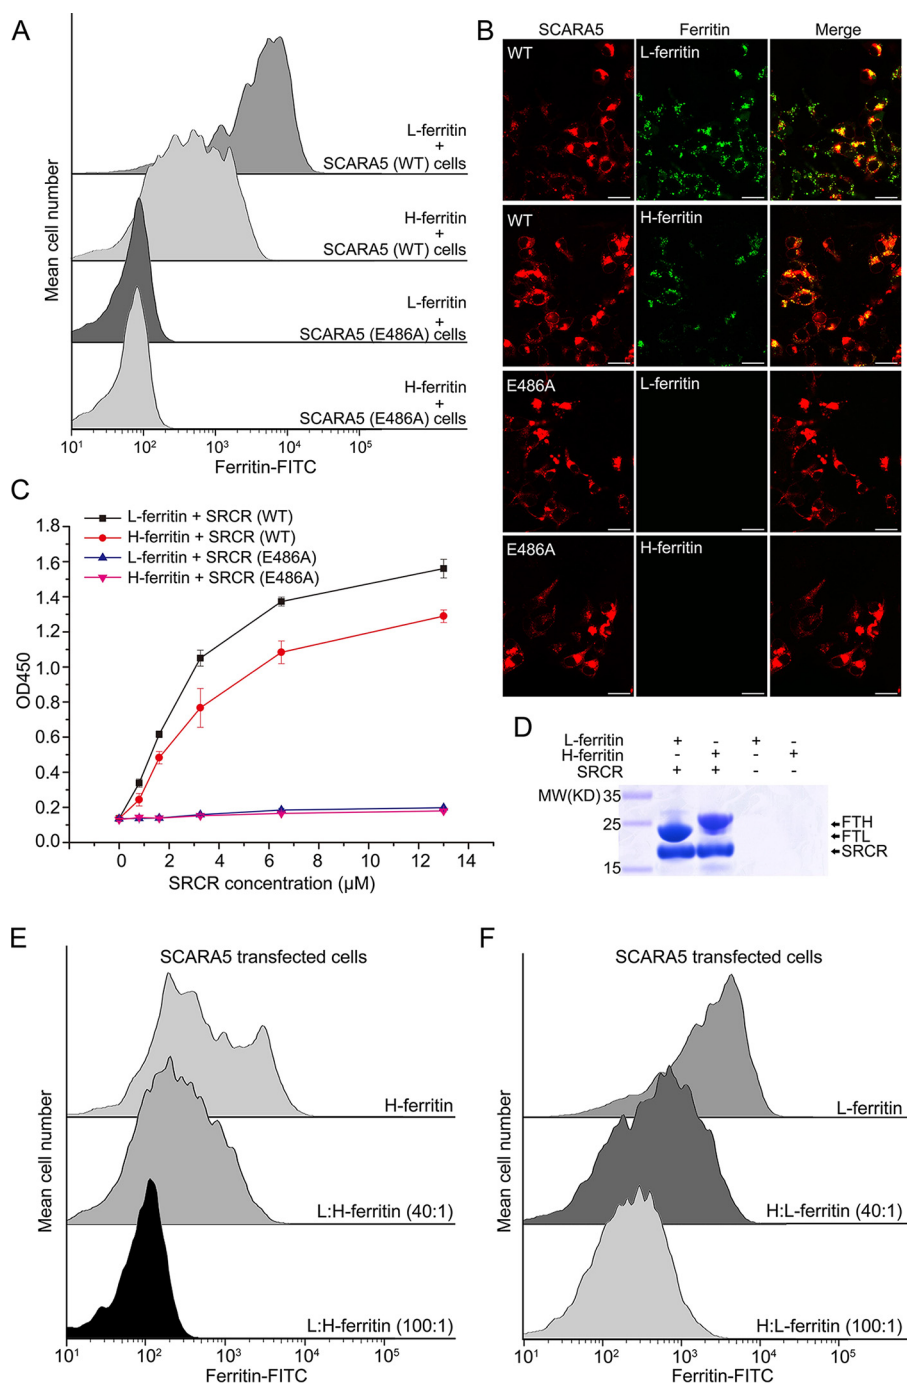 A
Mean cell number
L-ferritin
+
SCARA5 (WT) cells
H-ferritin
+
SCARA5 (WT) cells
L-ferritin
+
SCARA5 (E486A) cells
H-ferritin
+
SCARA5 (E486A) cells
10¹ 10² 10³ 10⁴ 10⁵
Ferritin-FITC
B
SCARA5 Ferritin Merge
WT L-ferritin
WT H-ferritin
E486A L-ferritin
E486A H-ferritin
C
L-ferritin + SRCR (WT)
H-ferritin + SRCR (WT)
L-ferritin + SRCR (E486A)
H-ferritin + SRCR (E486A)
OD450
1.8
1.6
1.4
1.2
1.0
0.8
0.6
0.4
0.2
0.0
0 2 4 6 8 10 12 14
SRCR concentration (µM)
D
L-ferritin + - + -
H-ferritin - + - +
SRCR + + - -
MW(KD) 35
25
15
FTH
FTL
SRCR
E
SCARA5 transfected cells
Mean cell number
H-ferritin
L:H-ferritin (40:1)
L:H-ferritin (100:1)
10¹ 10² 10³ 10⁴ 10⁵
Ferritin-FITC
F
SCARA5 transfected cells
Mean cell number
L-ferritin
H:L-ferritin (40:1)
H:L-ferritin (100:1)
10¹ 10² 10³ 10⁴ 10⁵
Ferritin-FITC